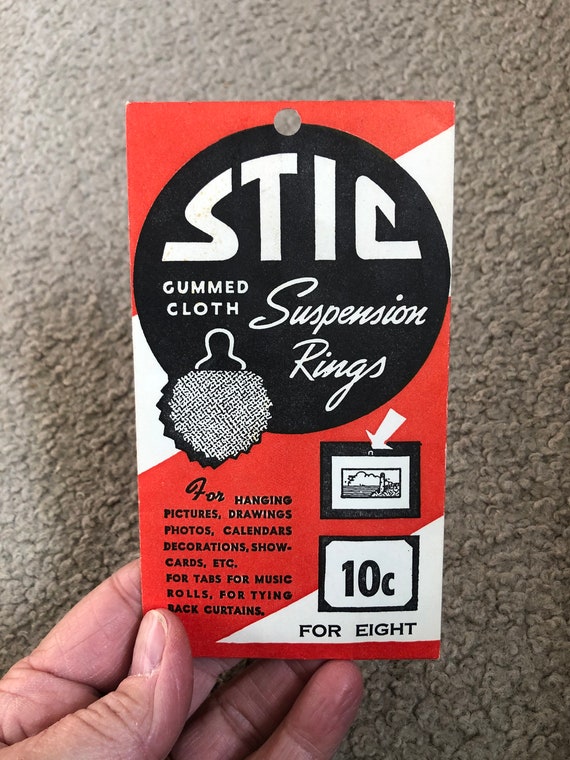 STIC
GUMMED
CLOTH
Suspension
Rings
For HANGING
PICTURES, DRAWINGS
PHOTOS, CALENDARS
DECORATIONS, SHOW-
CARDS, ETC.
FOR TABS FOR MUSIC
ROLLS, FOR TYING
BACK CURTAINS.
10c
FOR EIGHT